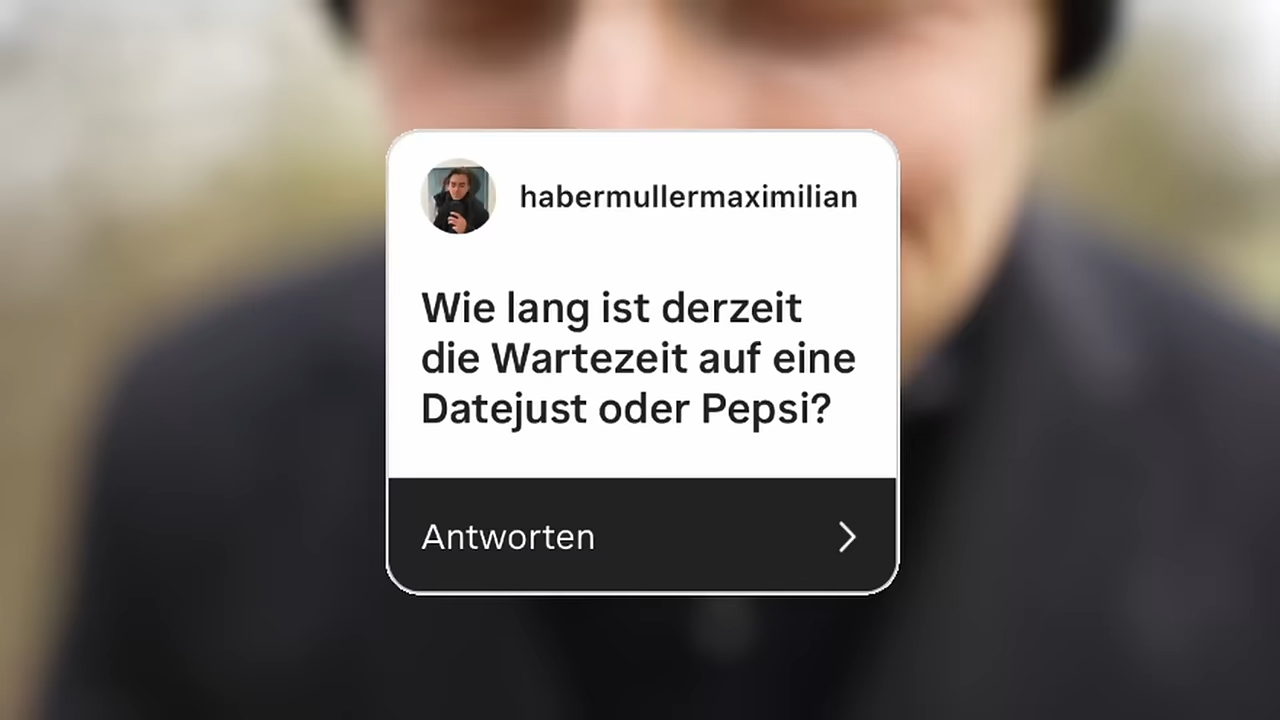 habermullermaximilian
Wie lang ist derzeit
die Wartezeit auf eine
Datejust oder Pepsi?
Antworten